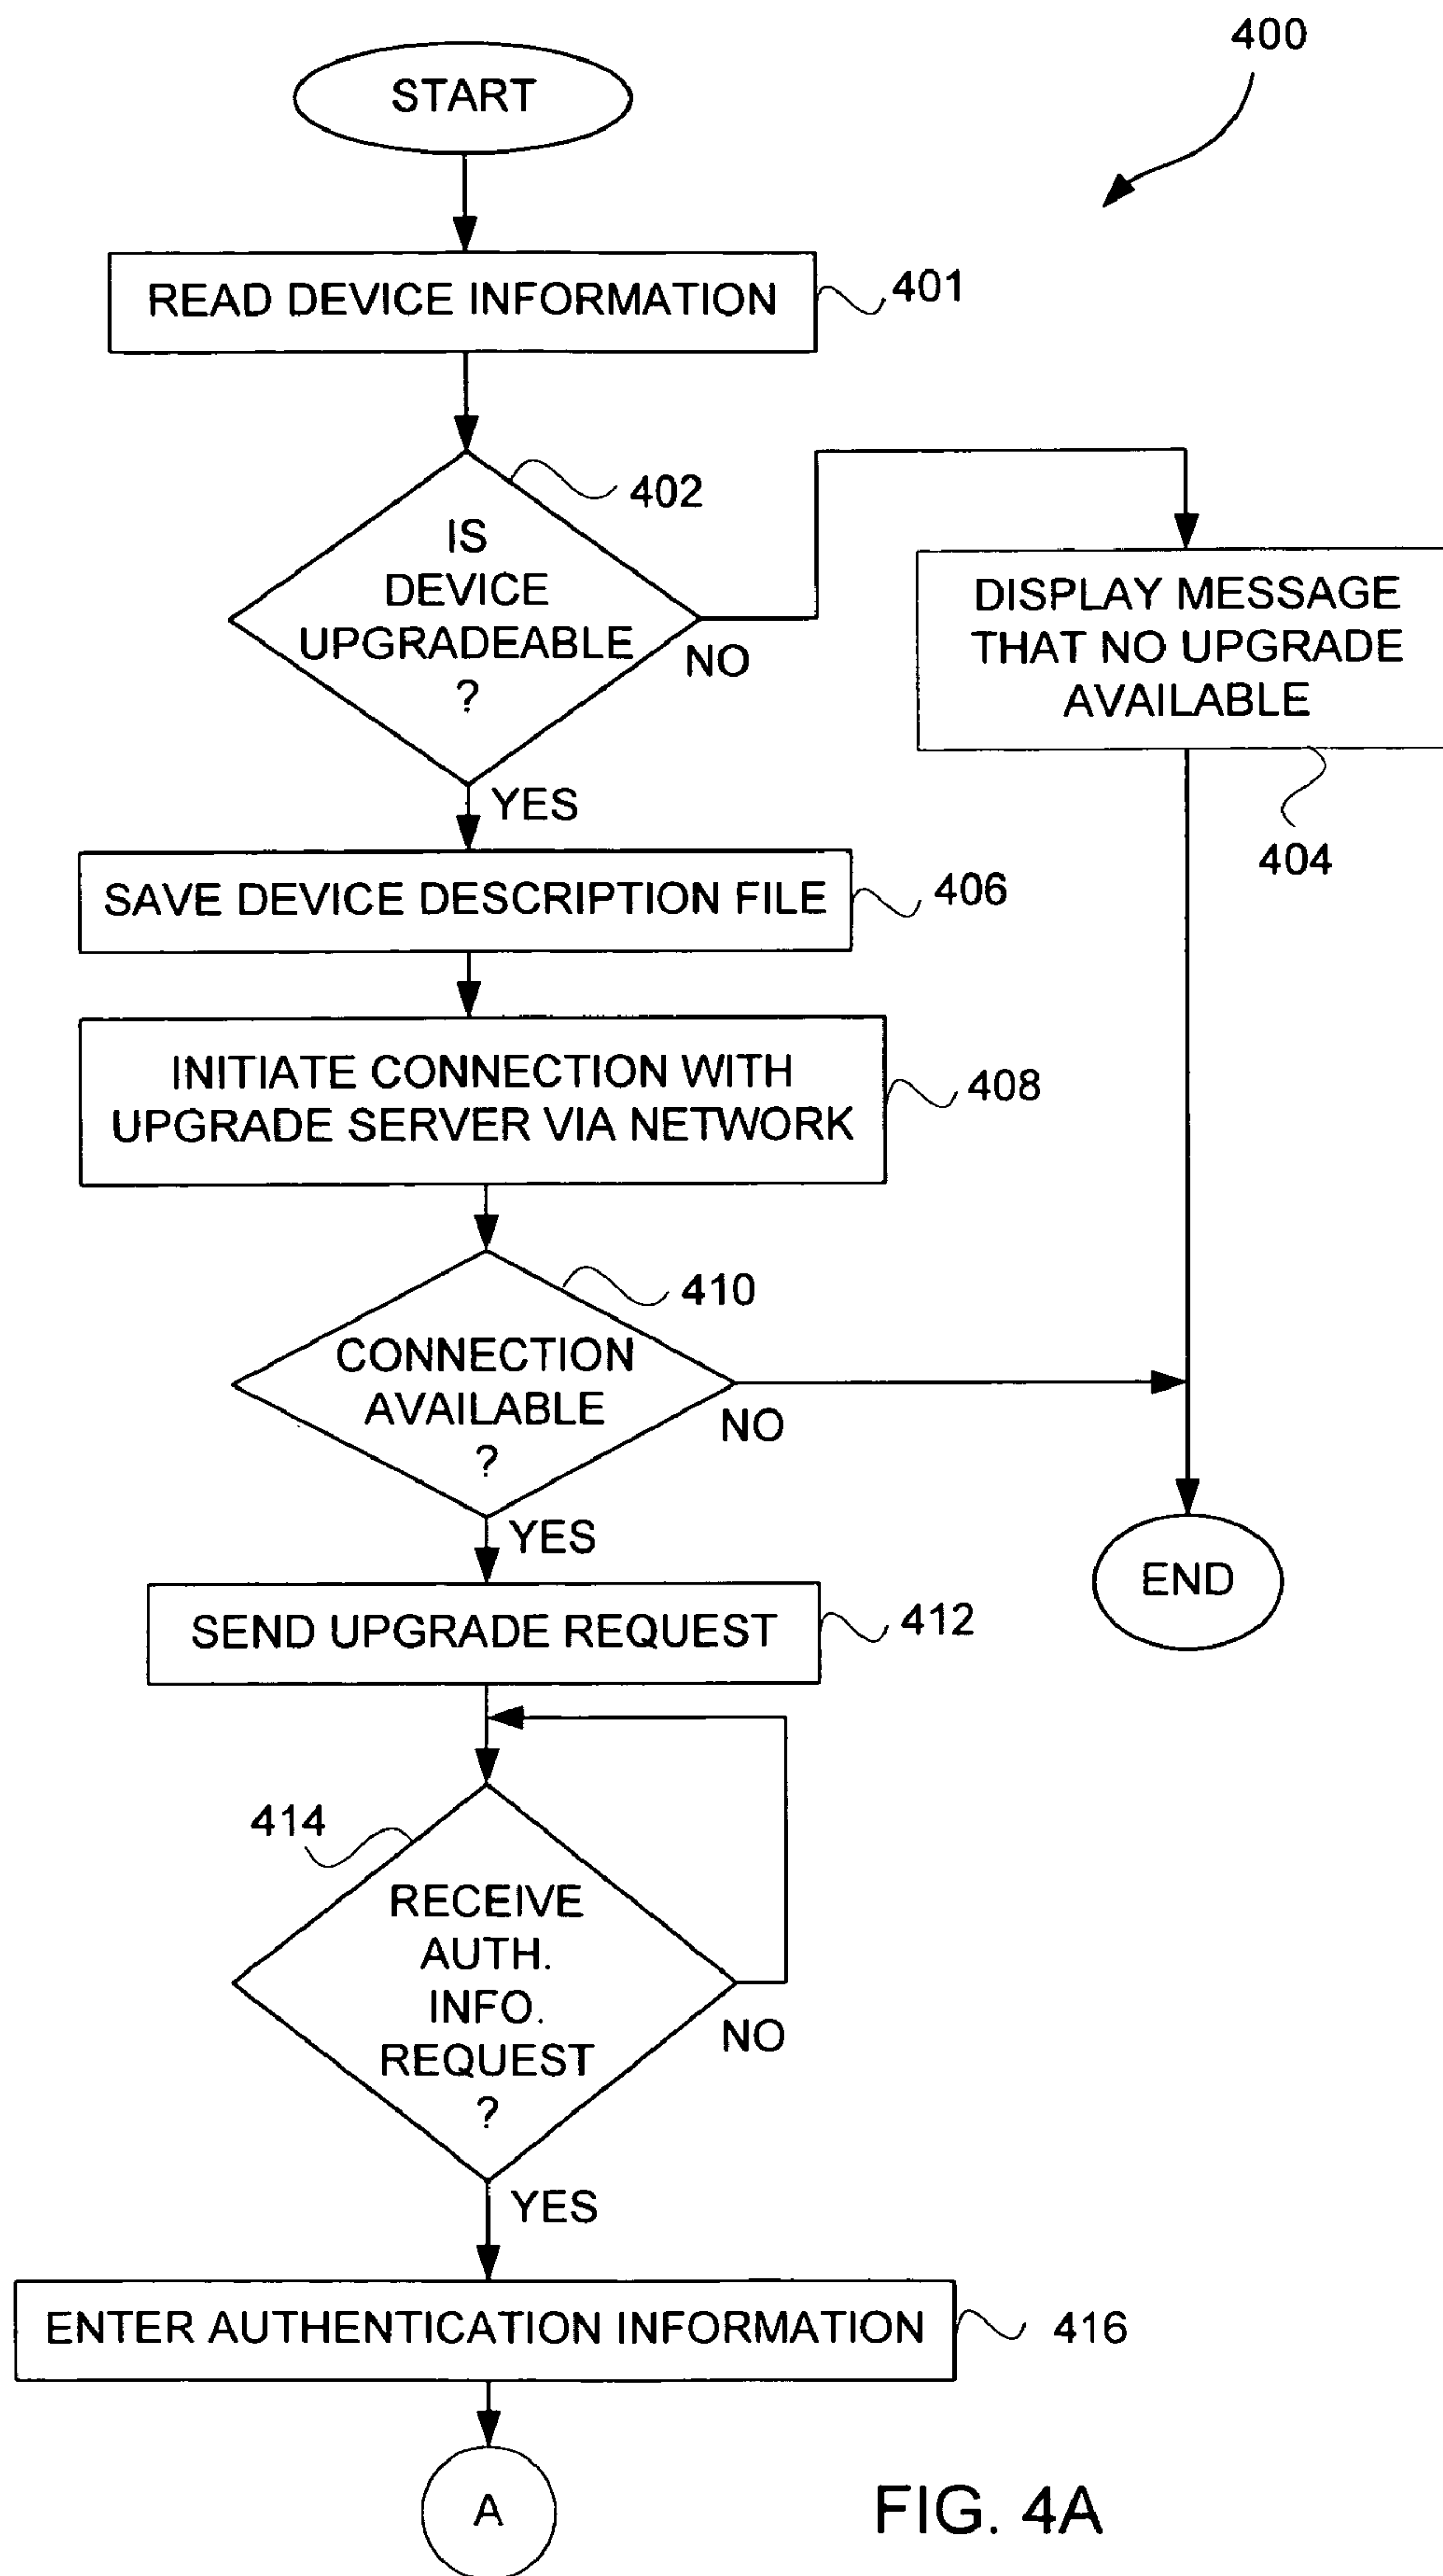 400
START
READ DEVICE INFORMATION
401
402
IS
DEVICE
UPGRADEABLE
?
NO
YES
DISPLAY MESSAGE
THAT NO UPGRADE
AVAILABLE
404
SAVE DEVICE DESCRIPTION FILE
406
INITIATE CONNECTION WITH
UPGRADE SERVER VIA NETWORK
408
410
CONNECTION
AVAILABLE
?
NO
YES
END
SEND UPGRADE REQUEST
412
414
RECEIVE
AUTH.
INFO.
REQUEST
?
NO
YES
ENTER AUTHENTICATION INFORMATION
416
A
FIG. 4A